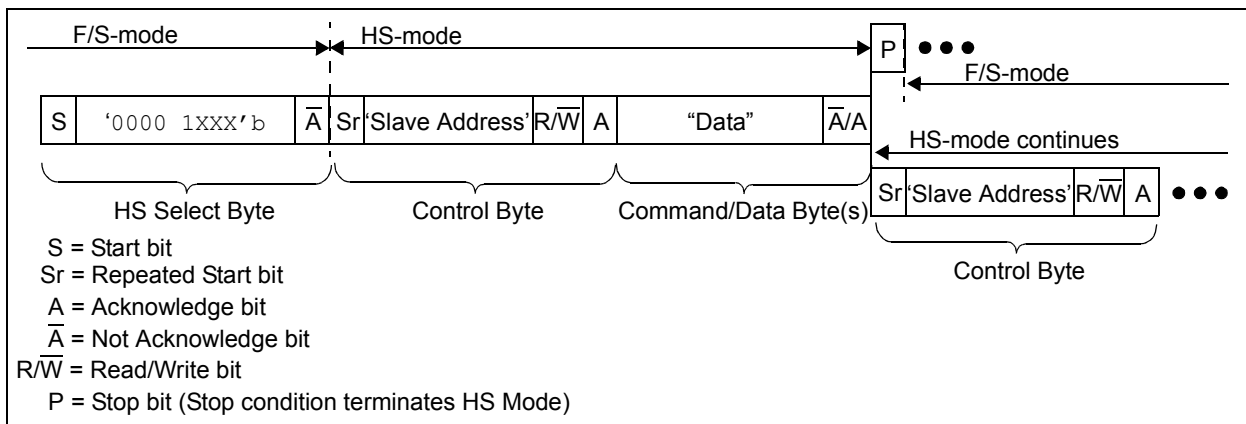 F/S-mode HS-mode P
F/S-mode
S ‘0000 1XXX’b A̅ Sr ‘Slave Address’ R/W̅ A “Data” A̅/A
HS-mode continues
HS Select Byte Control Byte Command/Data Byte(s) Sr ‘Slave Address’ R/W̅ A
Control Byte
S = Start bit
Sr = Repeated Start bit
A = Acknowledge bit
A̅ = Not Acknowledge bit
R/W̅ = Read/Write bit
P = Stop bit (Stop condition terminates HS Mode)